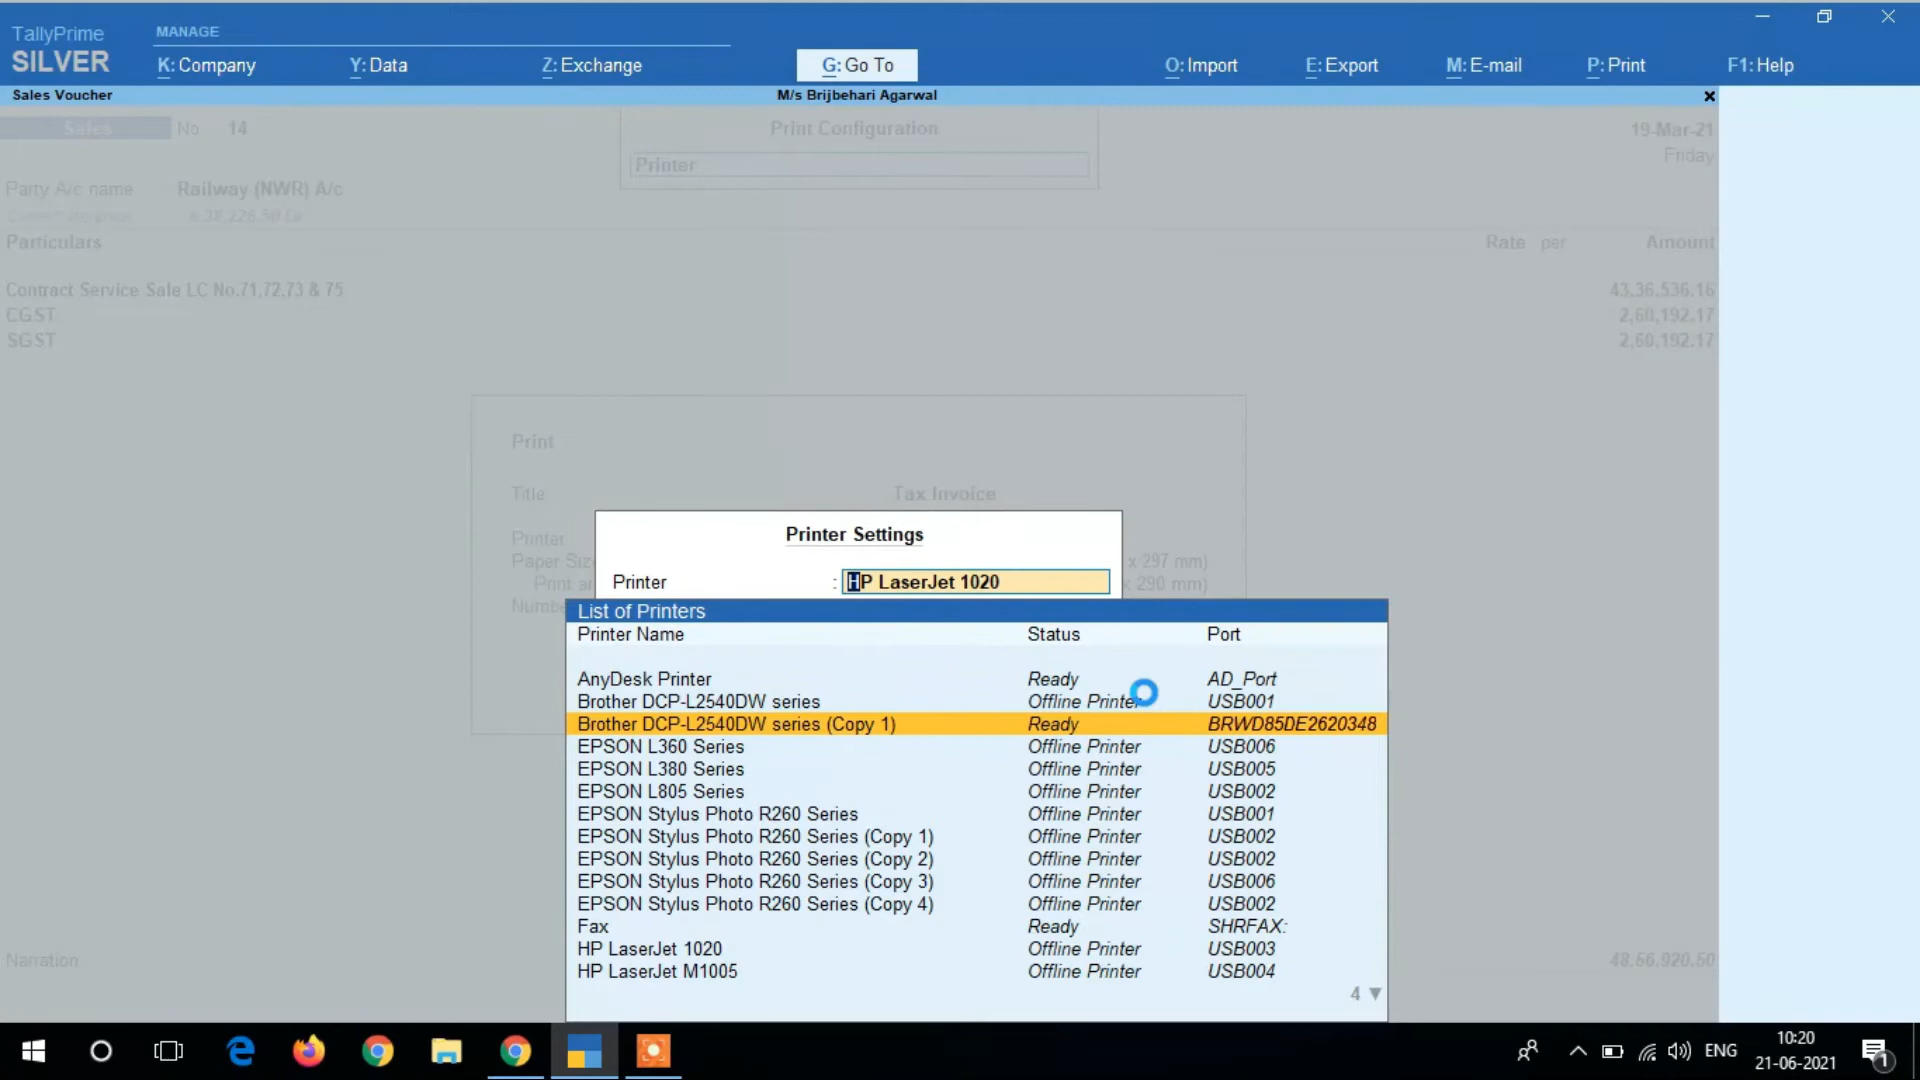 TallyPrime
SILVER
MANAGE
K: Company
Y: Data
Z: Exchange
G: Go To
O: Import
E: Export
M: E-mail
P: Print
F1: Help
Sales Voucher
M/s Brijbehari Agarwal
Sales No 14
Print Configuration
19-Mar-21
Printer
Friday
Party A/c name Railway (NWR) A/c
Particulars Rate per Amount
Contract Service Sale LC No.71,72,73 & 75 43,36,536.16
CGST 2,60,192.17
SGST 2,60,192.17
Print
Title Tax Invoice
Printer Settings
Printer
Paper Siz x 297 mm)
Printer : HP LaserJet 1020
Print ar x 290 mm)
Numbe
List of Printers
Printer Name Status Port
AnyDesk Printer Ready AD_Port
Brother DCP-L2540DW series Offline Printer USB001
Brother DCP-L2540DW series (Copy 1) Ready BRWD85DE2620348
EPSON L360 Series Offline Printer USB006
EPSON L380 Series Offline Printer USB005
EPSON L805 Series Offline Printer USB002
EPSON Stylus Photo R260 Series Offline Printer USB001
EPSON Stylus Photo R260 Series (Copy 1) Offline Printer USB002
EPSON Stylus Photo R260 Series (Copy 2) Offline Printer USB002
EPSON Stylus Photo R260 Series (Copy 3) Offline Printer USB006
EPSON Stylus Photo R260 Series (Copy 4) Offline Printer USB002
Fax Ready SHRFAX:
HP LaserJet 1020 Offline Printer USB003
HP LaserJet M1005 Offline Printer USB004
Narration 48,56,920.50
4 ▼
ENG
10:20
21-06-2021
1